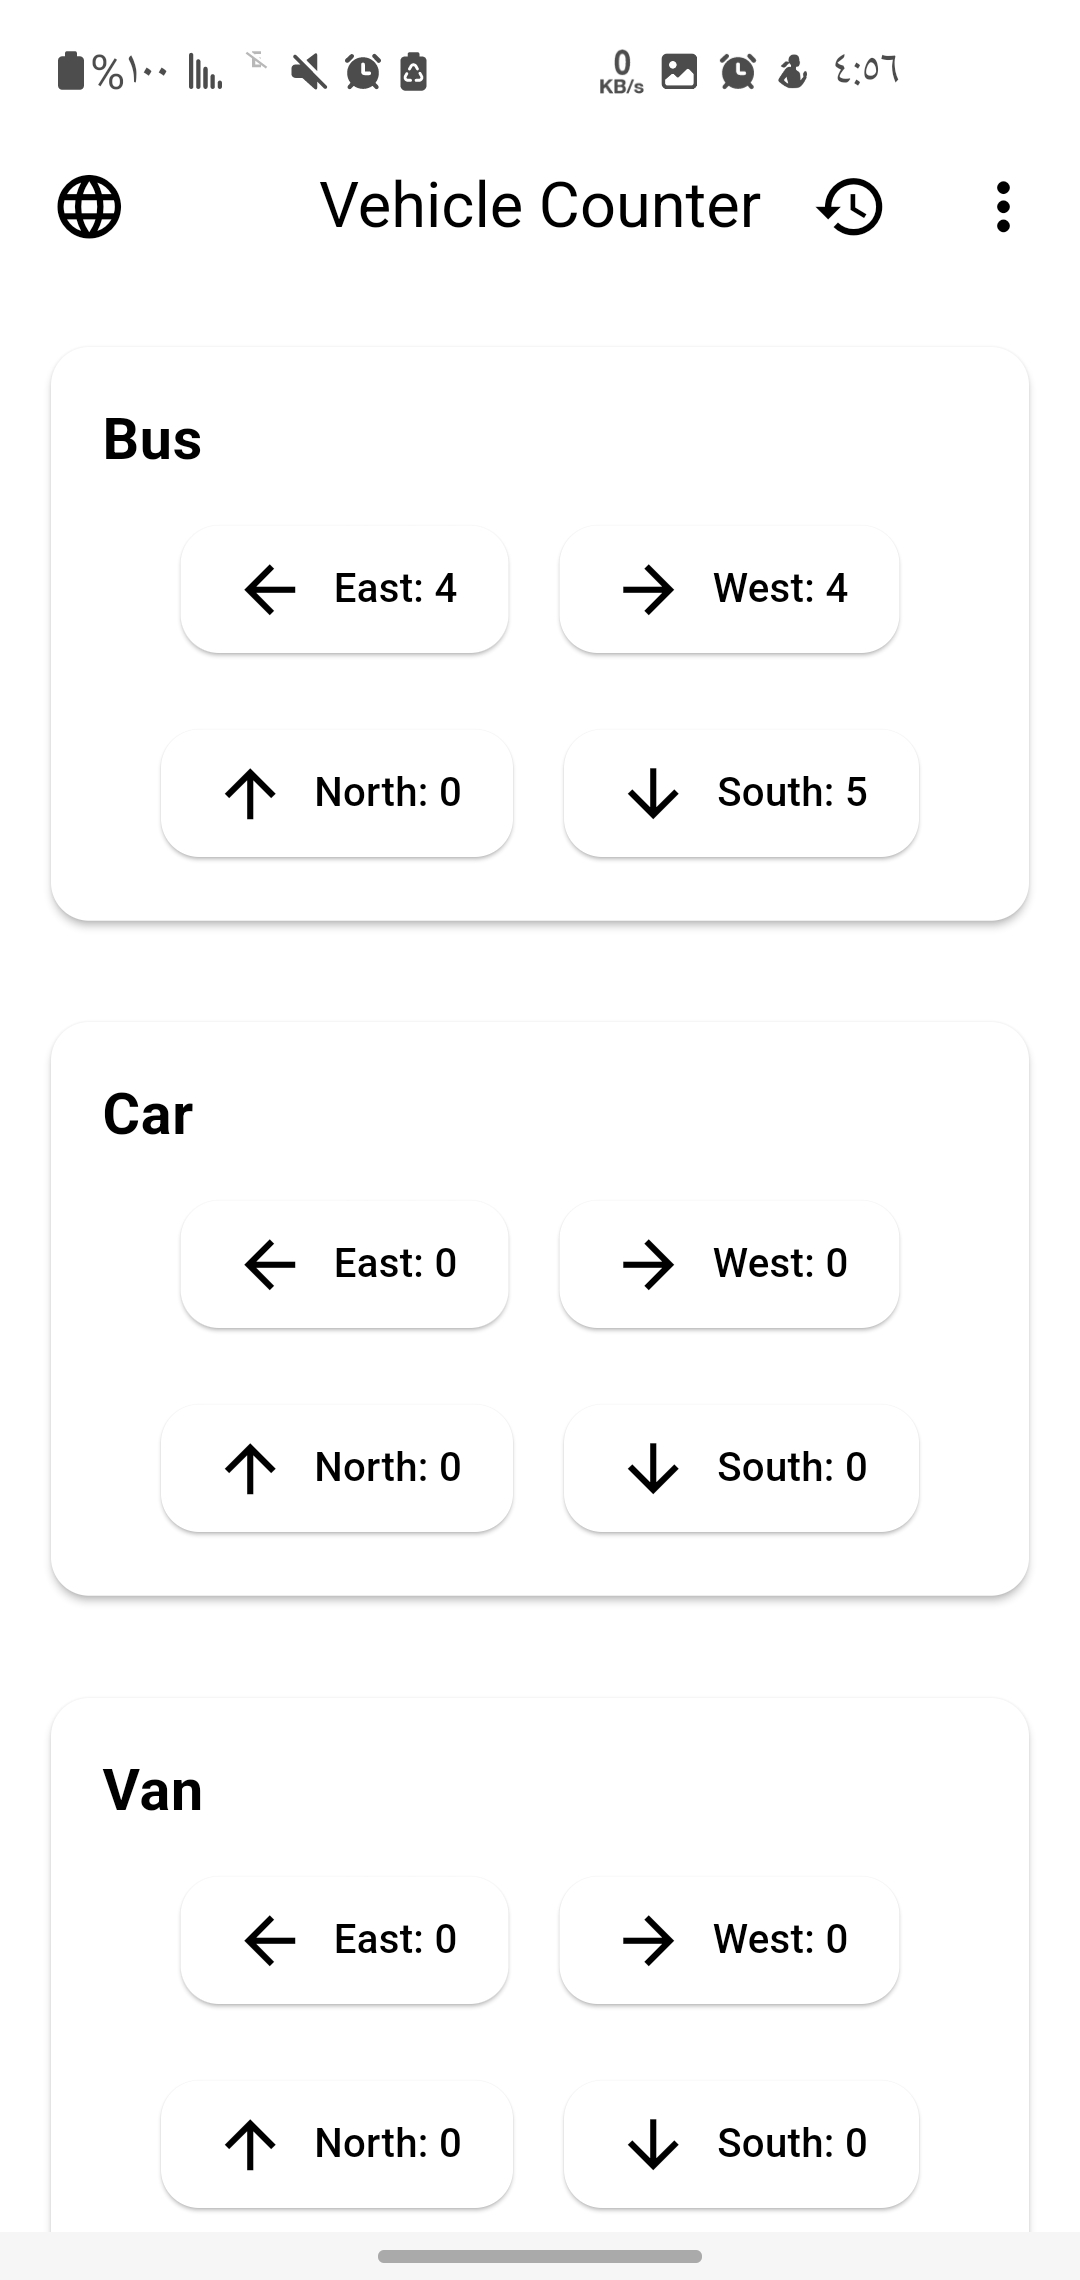 %١٠٠
0
KB/s
٤:٥٦
Vehicle Counter
Bus
East: 4
West: 4
North: 0
South: 5
Car
East: 0
West: 0
North: 0
South: 0
Van
East: 0
West: 0
North: 0
South: 0